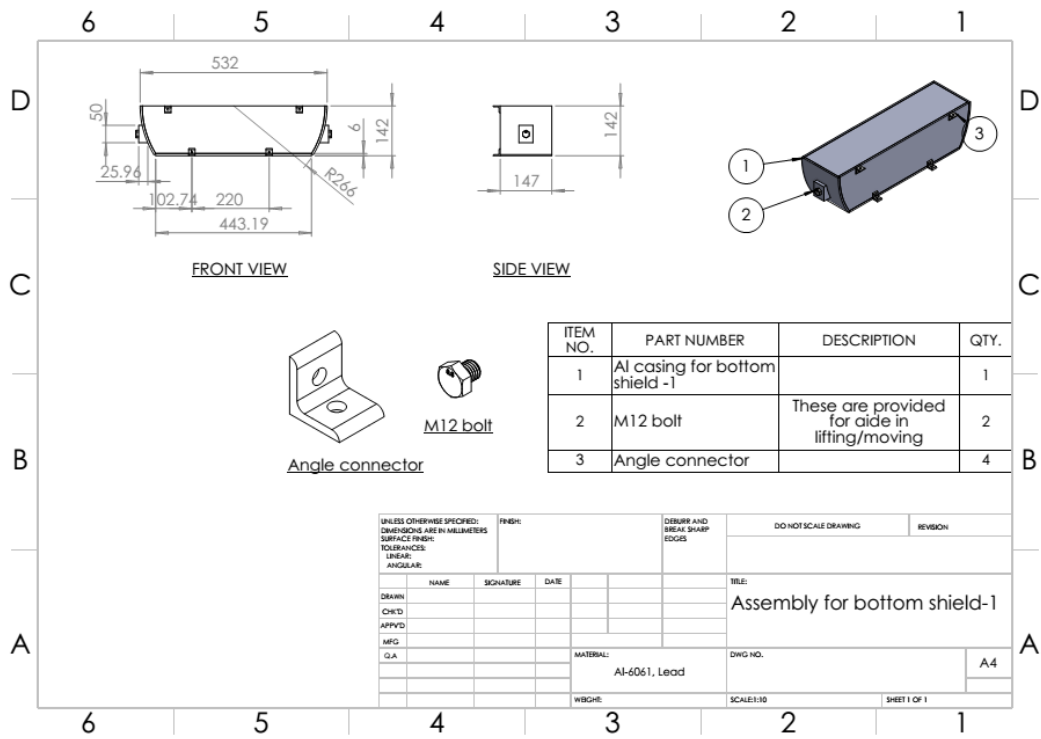 6 5 4 3 2 1
D
D
532
50
6
142
25.96
R266
102.74 220
443.19
FRONT VIEW
142
147
SIDE VIEW
1
2
3
C
C
Angle connector
M12 bolt
ITEM NO. PART NUMBER DESCRIPTION QTY.
1 Al casing for bottom shield -1 1
2 M12 bolt These are provided for aide in lifting/moving 2
3 Angle connector 4
B
B
UNLESS OTHERWISE SPECIFIED:
DIMENSIONS ARE IN MILLIMETERS
SURFACE FINISH:
TOLERANCES:
LINEAR:
ANGULAR:
FINISH:
DEBURR AND
BREAK SHARP
EDGES
DO NOT SCALE DRAWING
REVISION
NAME SIGNATURE DATE
DRAWN
CHK'D
APPV'D
MFG
Q.A
TITLE:
Assembly for bottom shield-1
MATERIAL:
Al-6061, Lead
DWG NO.
A4
WEIGHT:
SCALE:1:10
SHEET 1 OF 1
A
A
6 5 4 3 2 1